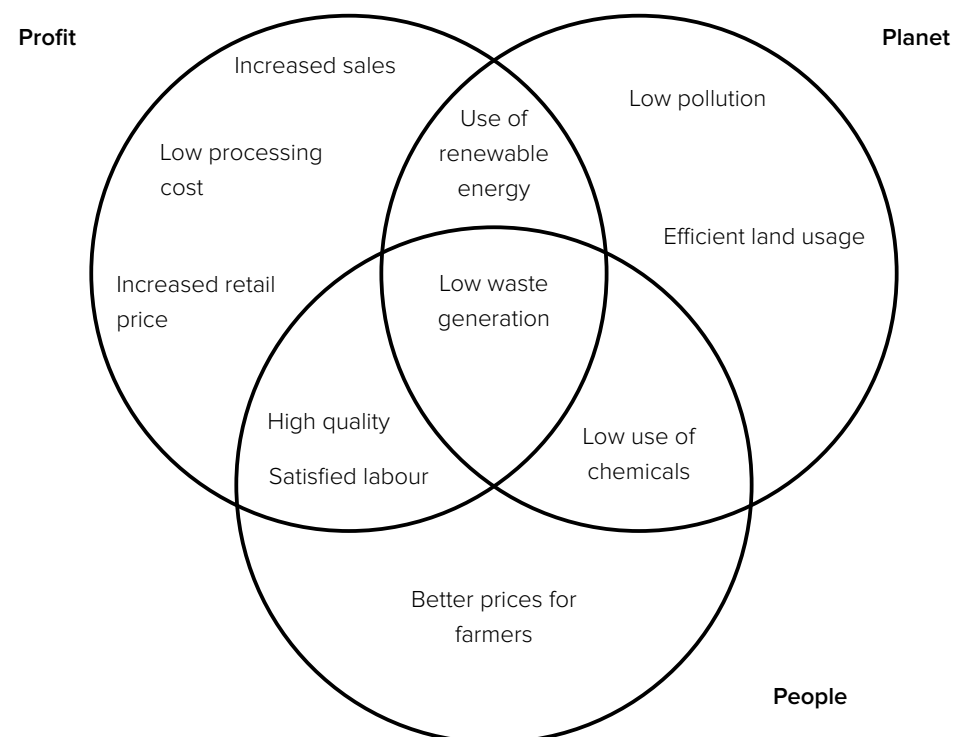 Profit
Planet
Increased sales
Low pollution
Use of
renewable
energy
Low processing
cost
Efficient land usage
Increased retail
price
Low waste
generation
High quality
Satisfied labour
Low use of
chemicals
Better prices for
farmers
People